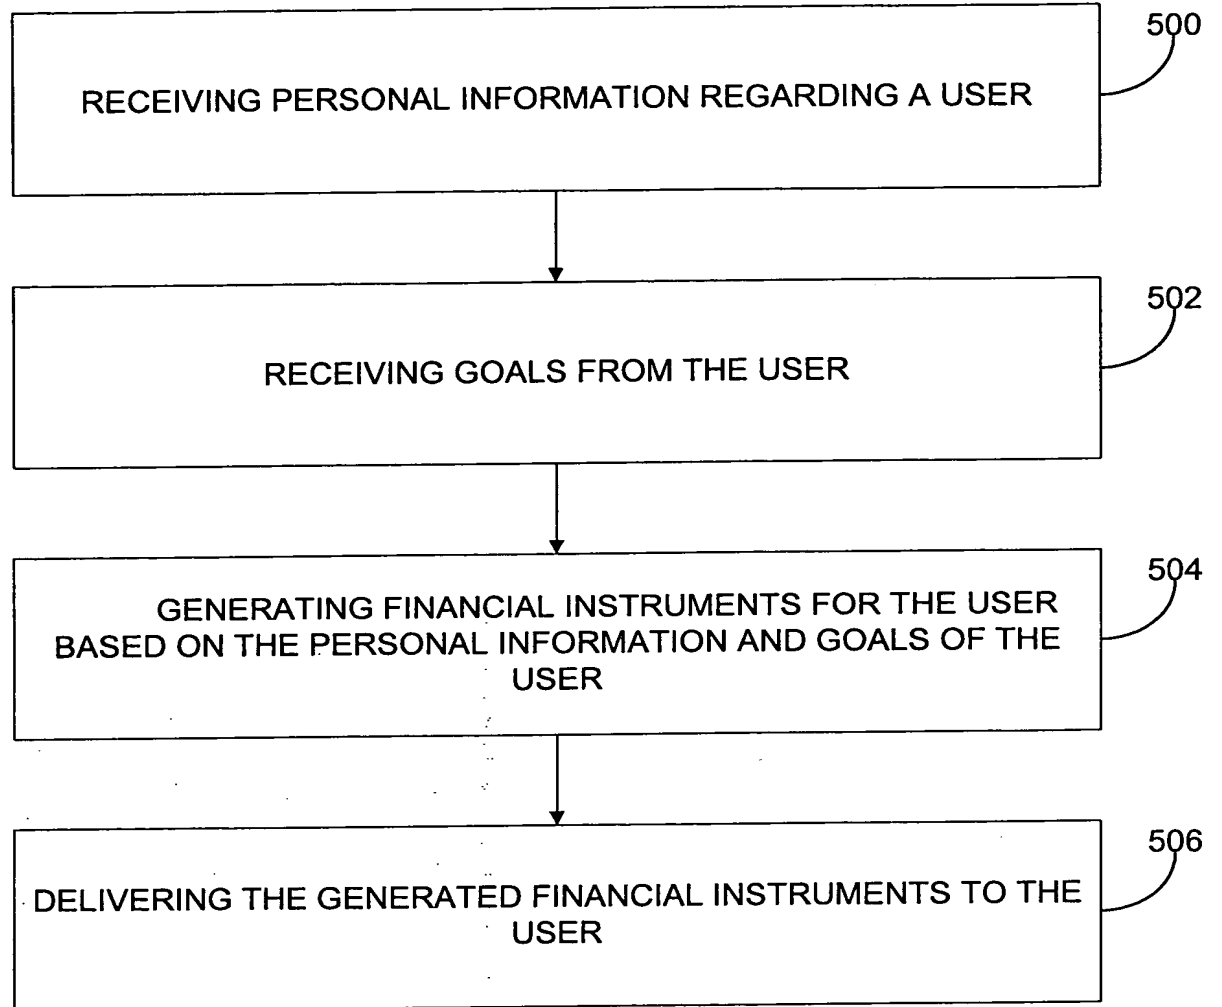 500
RECEIVING PERSONAL INFORMATION REGARDING A USER
502
RECEIVING GOALS FROM THE USER
504
GENERATING FINANCIAL INSTRUMENTS FOR THE USER
BASED ON THE PERSONAL INFORMATION AND GOALS OF THE
USER
506
DELIVERING THE GENERATED FINANCIAL INSTRUMENTS TO THE
USER